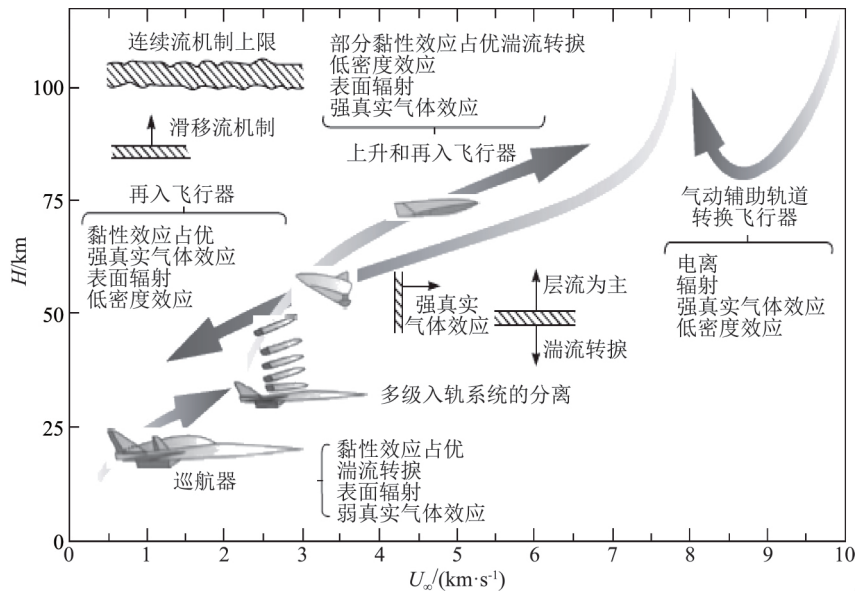 连续流机制上限
滑移流机制
部分黏性效应占优湍流转捩
低密度效应
表面辐射
强真实气体效应
上升和再入飞行器
再入飞行器
黏性效应占优
强真实气体效应
表面辐射
低密度效应
气动辅助轨道
转换飞行器
电离
辐射
强真实气体效应
低密度效应
强真实
气体效应
层流为主
湍流转捩
多级入轨系统的分离
巡航器
黏性效应占优
湍流转捩
表面辐射
弱真实气体效应
H/km
100
75
50
25
0
0 1 2 3 4 5 6 7 8 9 10
U∞/(km·s⁻¹)